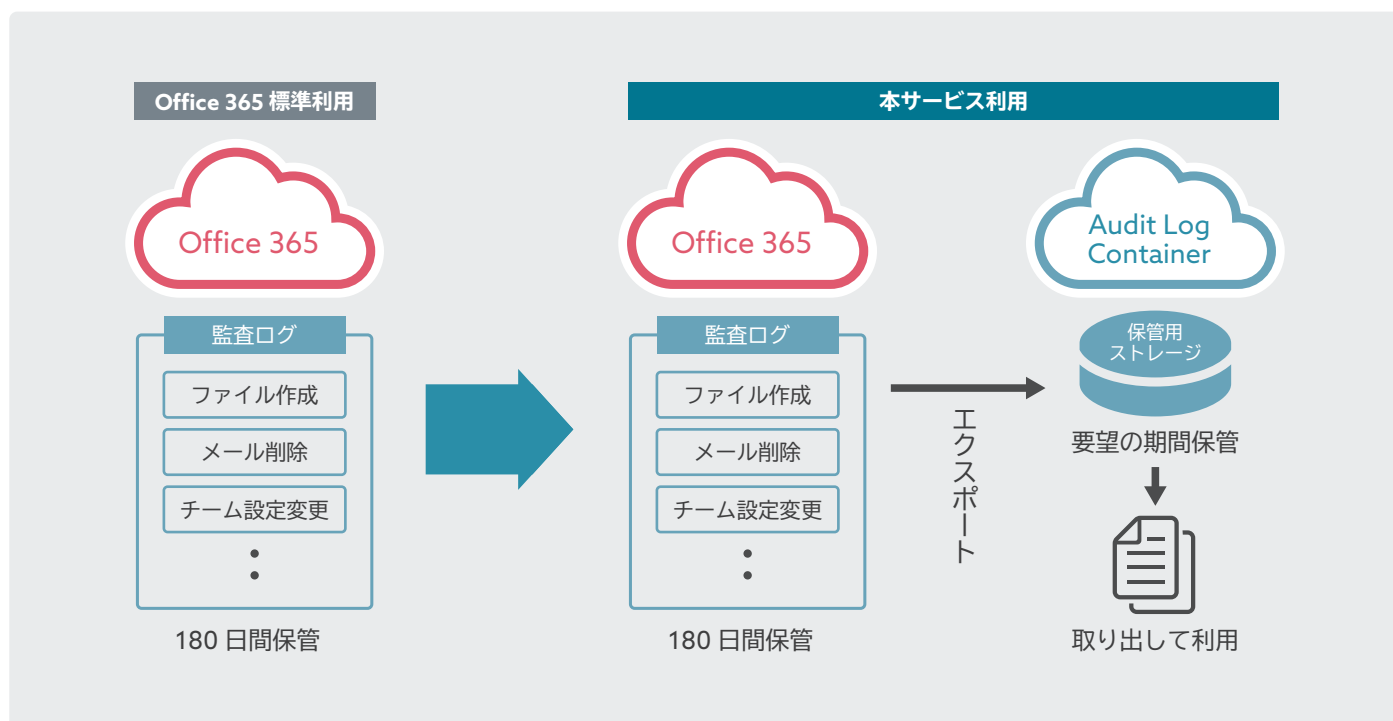 Office 365 標準利用
Office 365
監査ログ
ファイル作成
メール削除
チーム設定変更
180 日間保管
本サービス利用
Office 365
監査ログ
ファイル作成
メール削除
チーム設定変更
180 日間保管
エクスポート
Audit Log
Container
保管用
ストレージ
要望の期間保管
取り出して利用